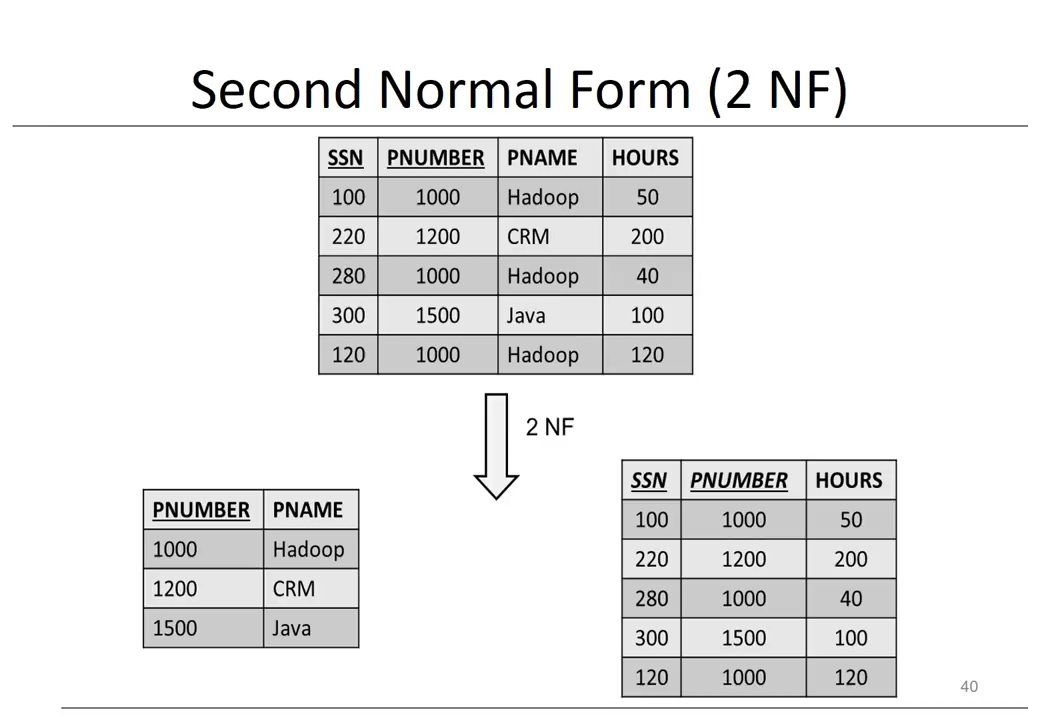 Second Normal Form (2 NF)
SSN PNUMBER PNAME HOURS
100 1000 Hadoop 50
220 1200 CRM 200
280 1000 Hadoop 40
300 1500 Java 100
120 1000 Hadoop 120
2 NF
PNUMBER PNAME
1000 Hadoop
1200 CRM
1500 Java
SSN PNUMBER HOURS
100 1000 50
220 1200 200
280 1000 40
300 1500 100
120 1000 120
40